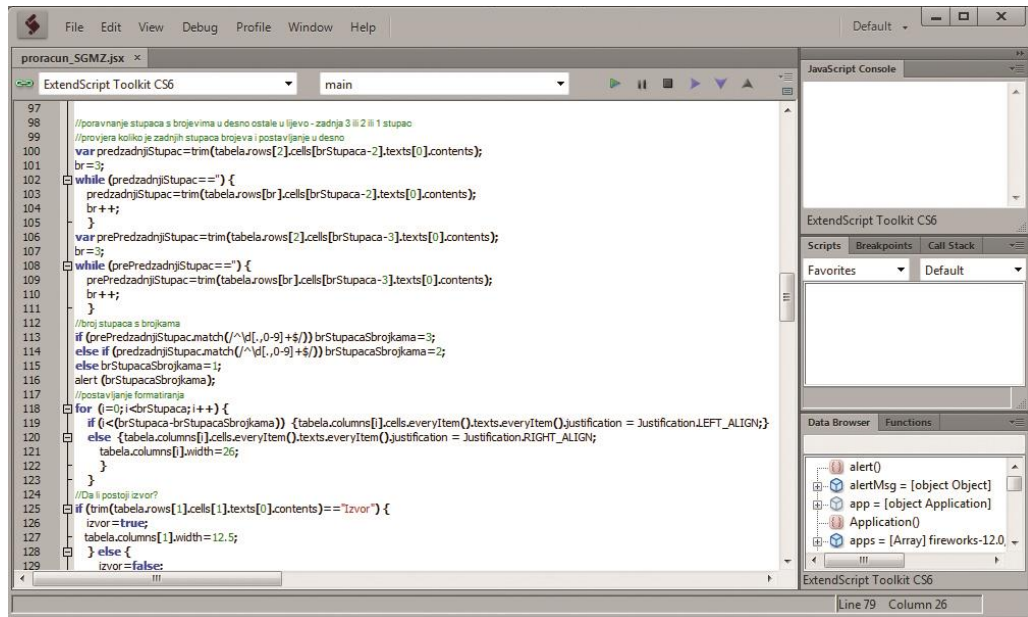 File Edit View Debug Profile Window Help
Default
proracun_SGMZ.jsx ×
ExtendScript Toolkit CS6
main
97
98 //poravnanje stupaca s brojevima u desno ostale u lijevo - zadnja 3 ili 2 ili 1 stupac
99 //provjera koliko je zadnjih stupaca brojeva i postavljanje u desno
100 var predzadnjiStupac=trim(tabela.rows[2].cells[brStupaca-2].texts[0].contents);
101 br=3;
102 while (predzadnjiStupac=='') {
103 predzadnjiStupac=trim(tabela.rows[br].cells[brStupaca-2].texts[0].contents);
104 br++;
105 }
106 var prePredzadnjiStupac=trim(tabela.rows[2].cells[brStupaca-3].texts[0].contents);
107 br=3;
108 while (prePredzadnjiStupac=='') {
109 prePredzadnjiStupac=trim(tabela.rows[br].cells[brStupaca-3].texts[0].contents);
110 br++;
111 }
112 //broj stupaca s brojkama
113 if (prePredzadnjiStupac.match(/^\d[.,0-9]+$/)) brStupacaSbrojkama=3;
114 else if (predzadnjiStupac.match(/^\d[.,0-9]+$/)) brStupacaSbrojkama=2;
115 else brStupacaSbrojkama=1;
116 alert (brStupacaSbrojkama);
117 //postavljanje formatiranja
118 for (i=0;i<brStupaca;i++) {
119 if (i<(brStupaca-brStupacaSbrojkama)) {tabela.columns[i].cells.everyItem().texts.everyItem().justification = Justification.LEFT_ALIGN;}
120 else {tabela.columns[i].cells.everyItem().texts.everyItem().justification = Justification.RIGHT_ALIGN;
121 tabela.columns[i].width=26;
122 }
123 }
124 //Da li postoji izvor?
125 if (trim(tabela.rows[1].cells[1].texts[0].contents)=="Izvor") {
126 izvor=true;
127 tabela.columns[1].width=12.5;
128 } else {
129 izvor=false;
JavaScript Console
ExtendScript Toolkit CS6
Scripts Breakpoints Call Stack
Favorites Default
Data Browser Functions
alert()
alertMsg = [object Object]
app = [object Application]
Application()
apps = [Array] fireworks-12.0,
ExtendScript Toolkit CS6
Line 79 Column 26